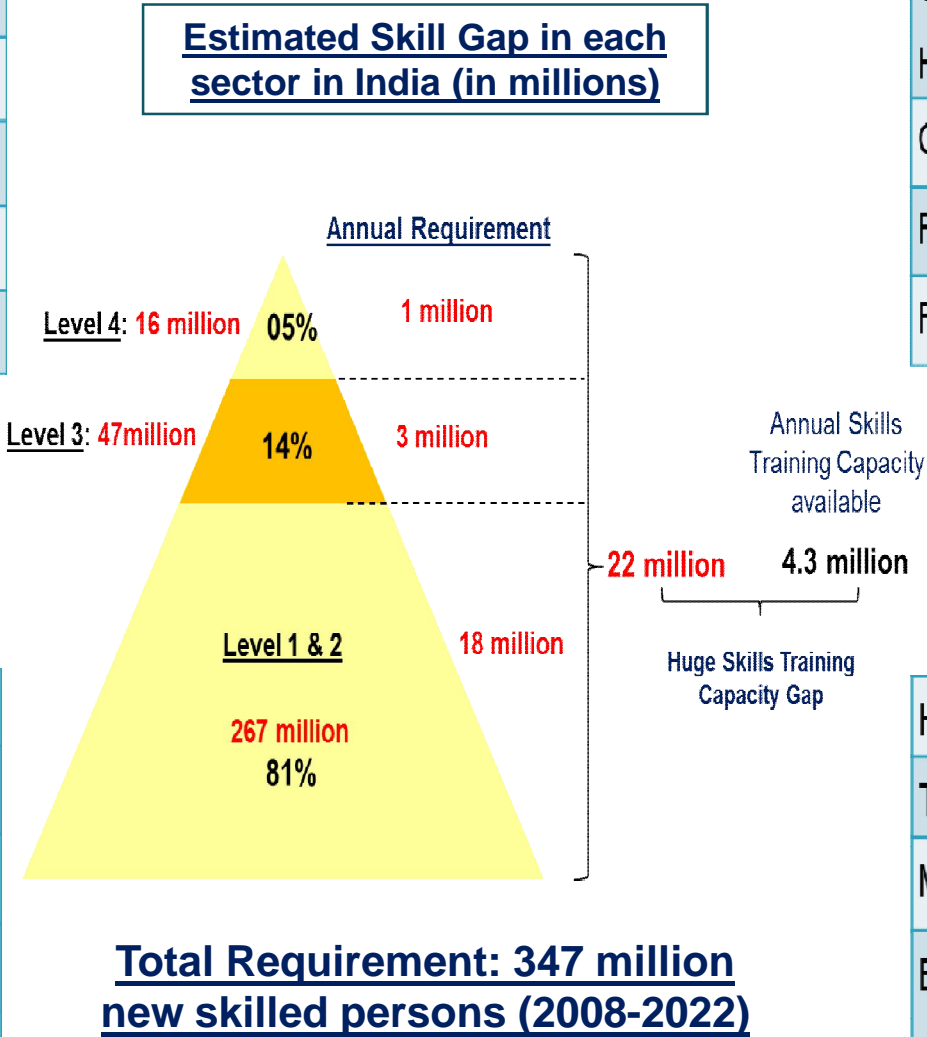 Estimated Skill Gap in each
sector in India (in millions)
Annual Requirement
Level 4: 16 million
05%
1 million
Level 3: 47million
14%
3 million
Annual Skills
Training Capacity
available
22 million
4.3 million
Level 1 & 2
18 million
Huge Skills Training
Capacity Gap
267 million
81%
Total Requirement: 347 million
new skilled persons (2008-2022)